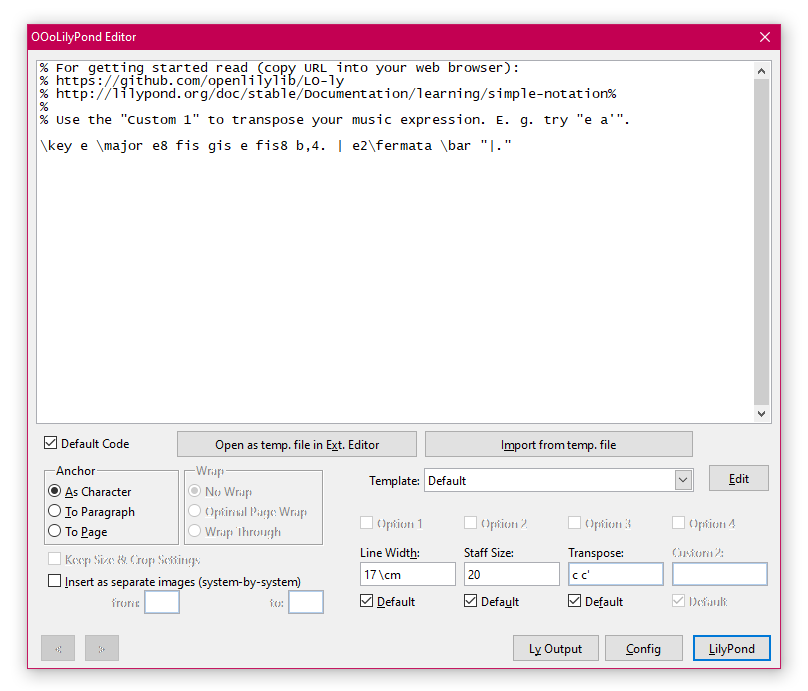 OOoLilyPond Editor
% For getting started read (copy URL into your web browser):
% https://github.com/openlilylib/LO-ly
% http://lilypond.org/doc/stable/Documentation/learning/simple-notation%
%
% Use the "Custom 1" to transpose your music expression. E. g. try "e a'".
\key e \major e8 fis gis e fis8 b,4. | e2\fermata \bar "|."
Default Code
Open as temp. file in Ext. Editor
Import from temp. file
Anchor
As Character
To Paragraph
To Page
Wrap
No Wrap
Optimal Page Wrap
Wrap Through
Template:
Default
Edit
Option 1
Option 2
Option 3
Option 4
Keep Size & Crop Settings
Insert as separate images (system-by-system)
from:
to:
Line Width:
Staff Size:
Transpose:
Custom 2:
17\cm
20
c c'
Default
Default
Default
Default
<
>
Ly Output
Config
LilyPond